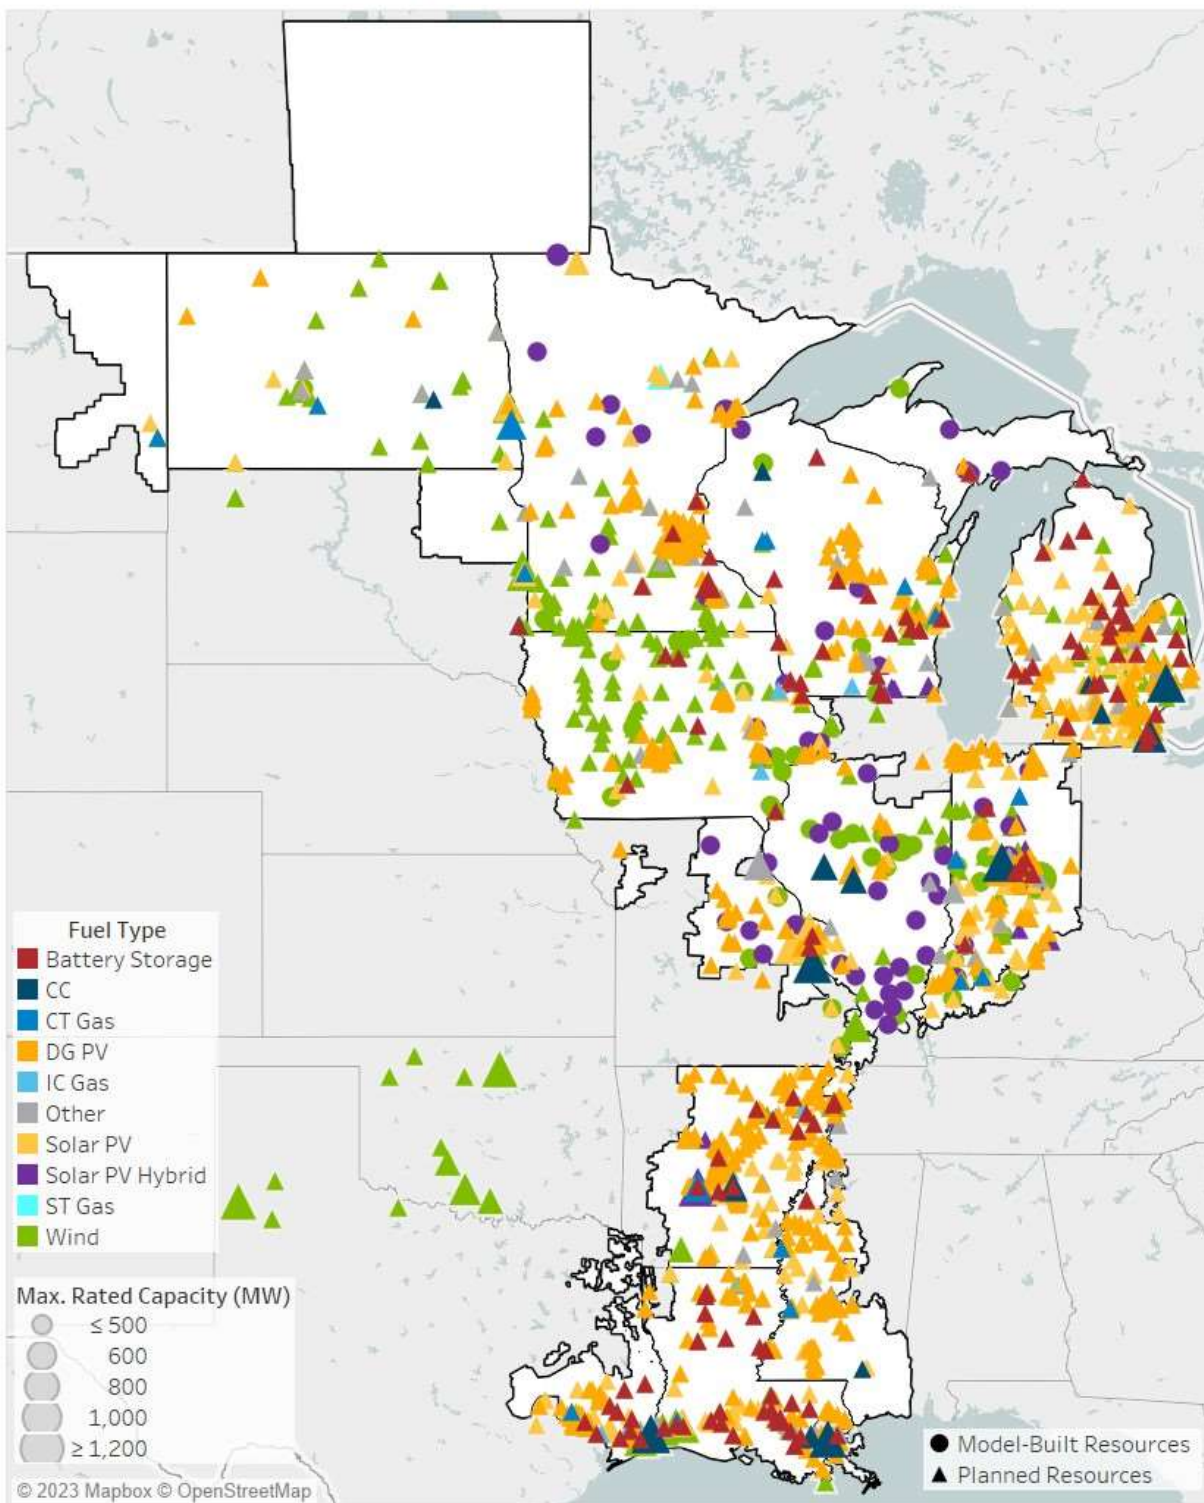 Fuel Type
Battery Storage
CC
CT Gas
DG PV
IC Gas
Other
Solar PV
Solar PV Hybrid
ST Gas
Wind
Max. Rated Capacity (MW)
≤ 500
600
800
1,000
≥ 1,200
Model-Built Resources
Planned Resources
© 2023 Mapbox © OpenStreetMap